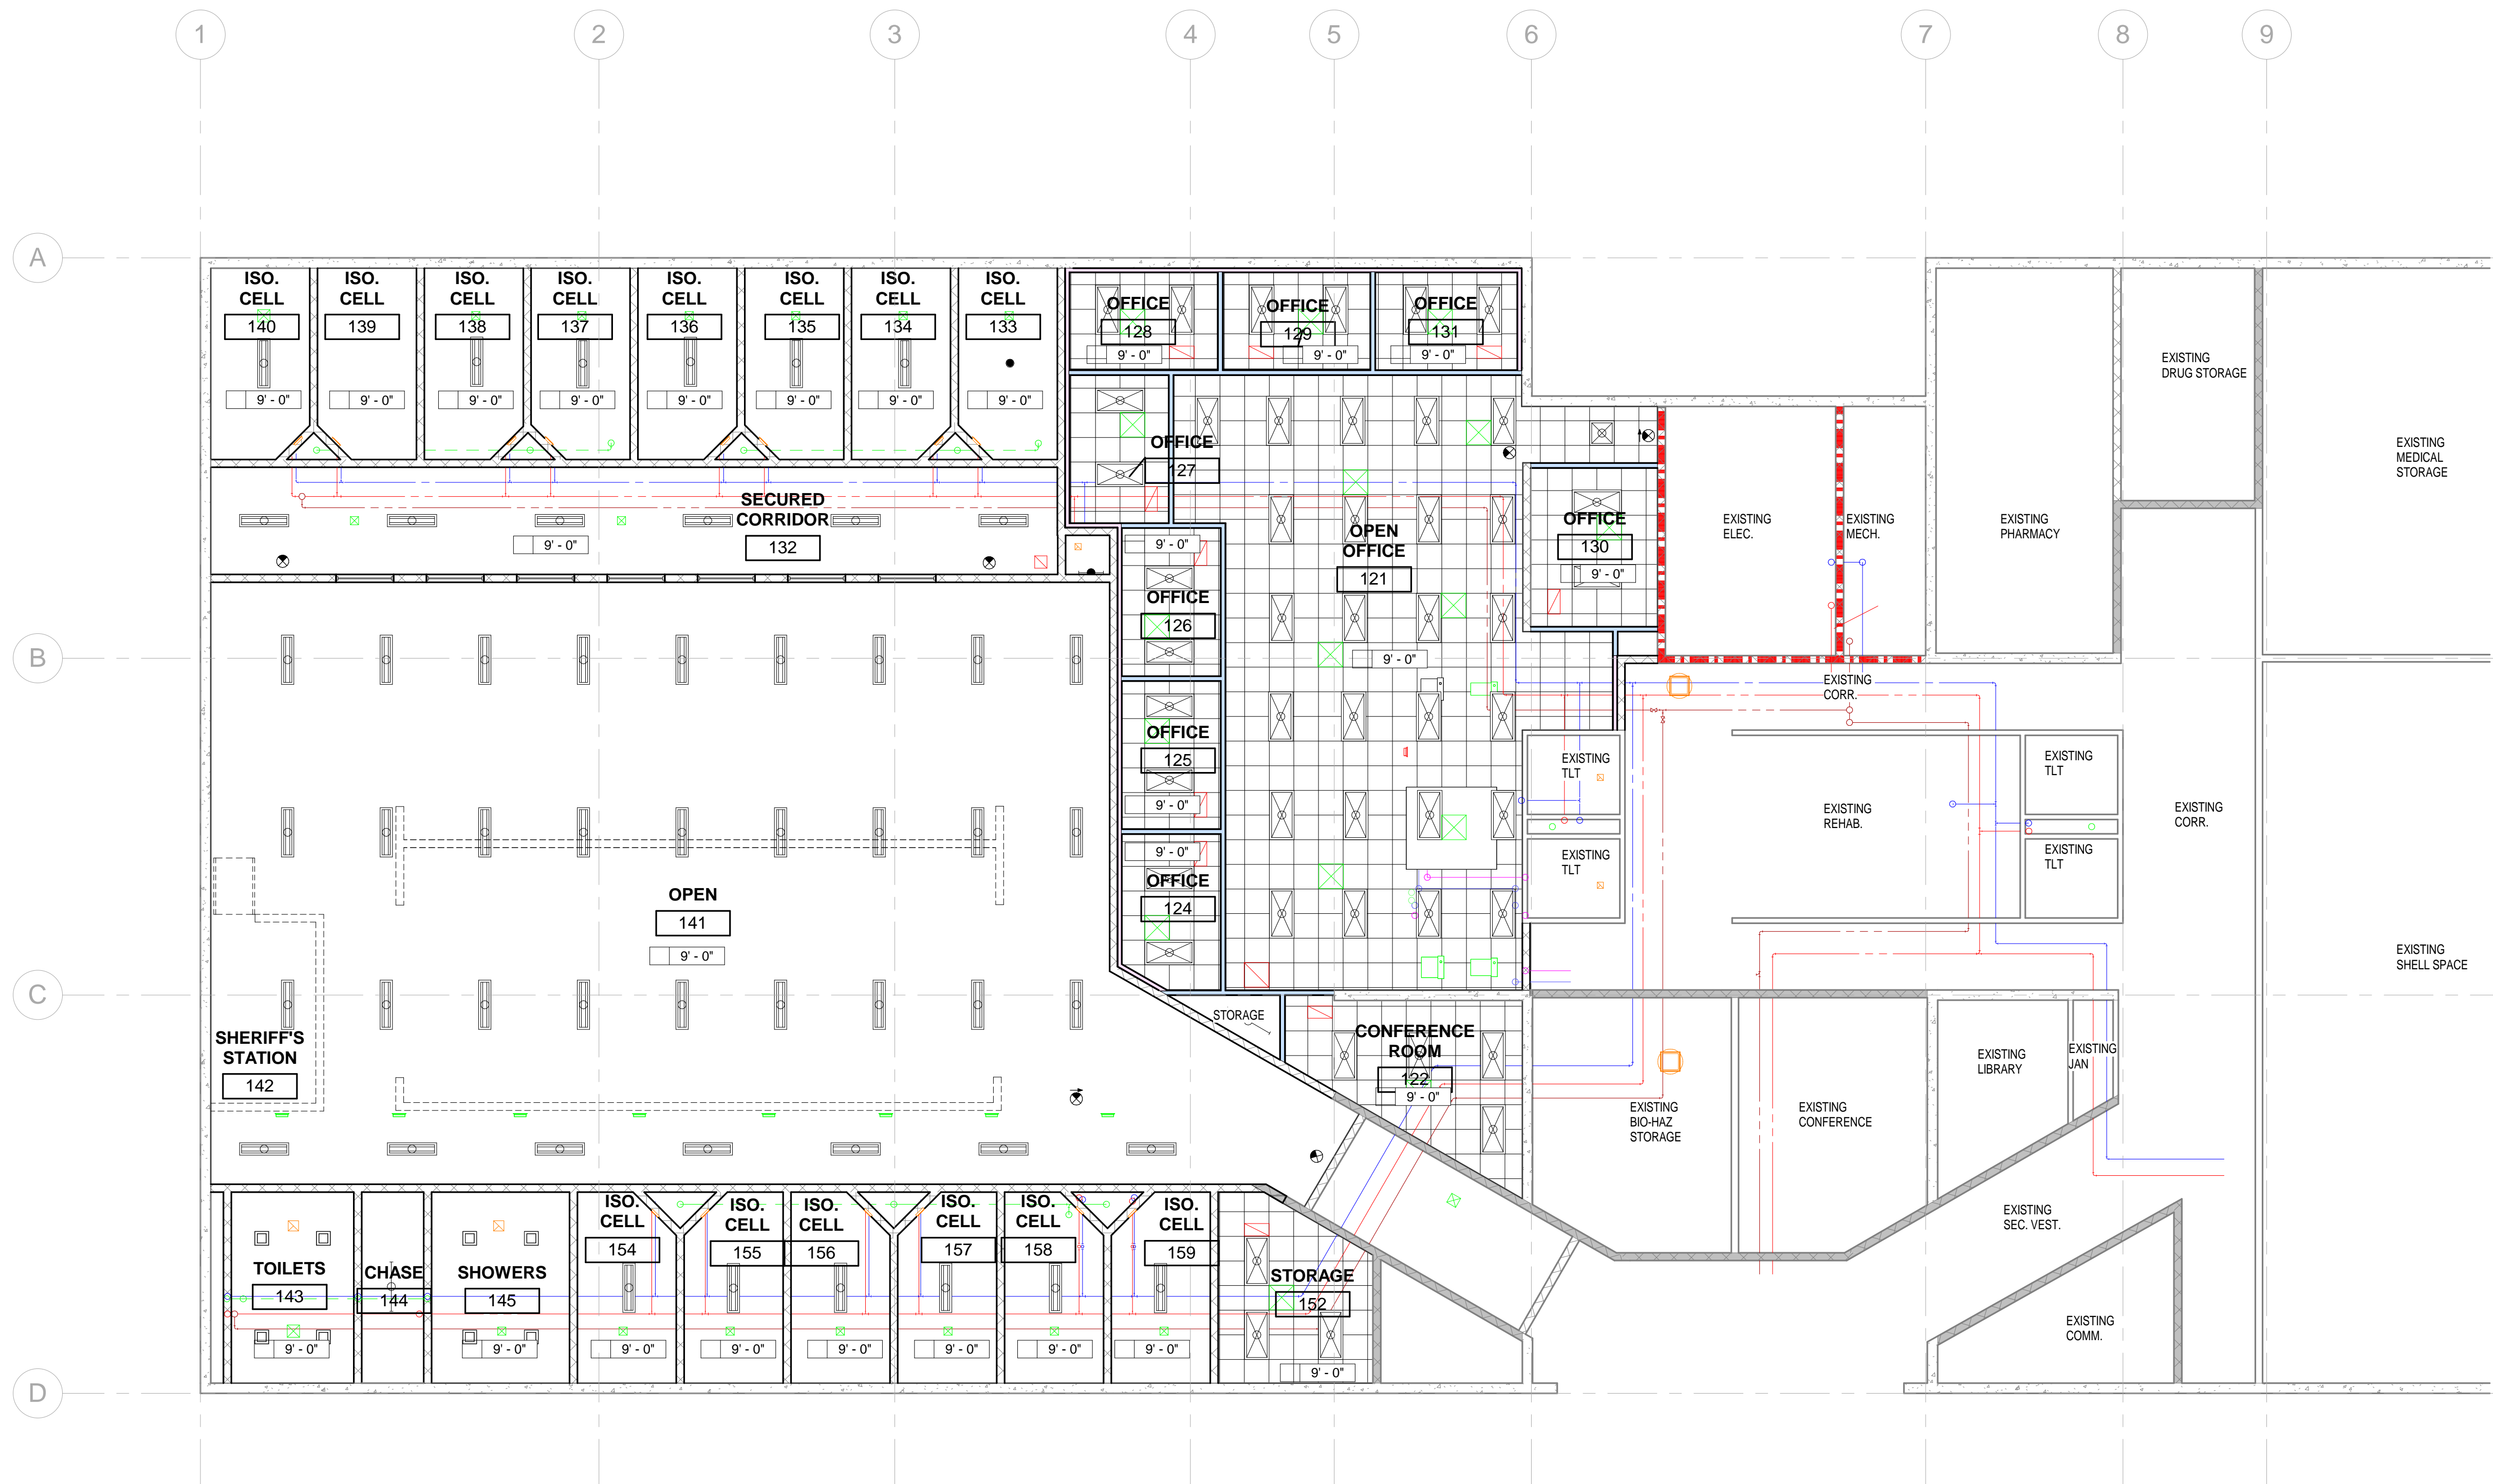 1
2
3
4
5
6
7
8
9
A
B
C
D
ISO.
CELL
140
9' - 0"
ISO.
CELL
139
9' - 0"
ISO.
CELL
138
9' - 0"
ISO.
CELL
137
9' - 0"
ISO.
CELL
136
9' - 0"
ISO.
CELL
135
9' - 0"
ISO.
CELL
134
9' - 0"
ISO.
CELL
133
9' - 0"
OFFICE
128
9' - 0"
OFFICE
129
9' - 0"
OFFICE
131
9' - 0"
OFFICE
127
SECURED
CORRIDOR
132
9' - 0"
9' - 0"
OFFICE
126
OFFICE
125
9' - 0"
9' - 0"
OFFICE
124
OPEN
OFFICE
121
9' - 0"
OFFICE
130
9' - 0"
EXISTING
ELEC.
EXISTING
MECH.
EXISTING
PHARMACY
EXISTING
DRUG STORAGE
EXISTING
MEDICAL
STORAGE
EXISTING
CORR.
EXISTING
TLT
EXISTING
TLT
EXISTING
REHAB.
EXISTING
TLT
EXISTING
TLT
EXISTING
CORR.
EXISTING
SHELL SPACE
OPEN
141
9' - 0"
SHERIFF'S
STATION
142
STORAGE
CONFERENCE
ROOM
122
9' - 0"
EXISTING
BIO-HAZ
STORAGE
EXISTING
CONFERENCE
EXISTING
LIBRARY
EXISTING
JAN
EXISTING
SEC. VEST.
EXISTING
COMM.
TOILETS
143
9' - 0"
CHASE
144
SHOWERS
145
9' - 0"
ISO.
CELL
154
9' - 0"
ISO.
CELL
155
9' - 0"
ISO.
CELL
156
9' - 0"
ISO.
CELL
157
9' - 0"
ISO.
CELL
158
9' - 0"
ISO.
CELL
159
9' - 0"
STORAGE
152
9' - 0"